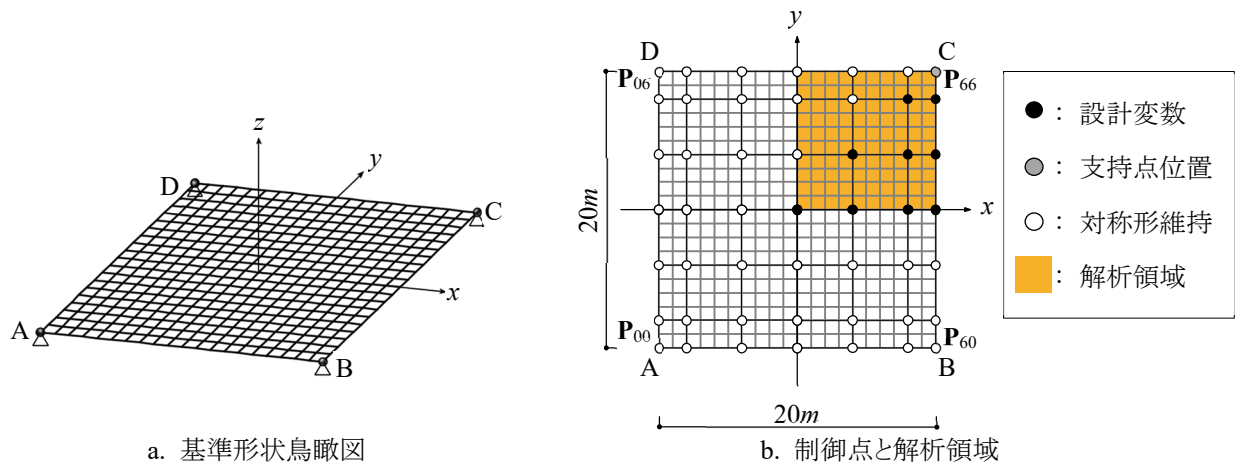 z
y
D
C
x
A
B
a. 基準形状鳥瞰図
y
D
C
P06
P66
20m
x
P00
P60
A
B
20m
b. 制御点と解析領域
: 設計変数
: 支持点位置
: 対称形維持
: 解析領域